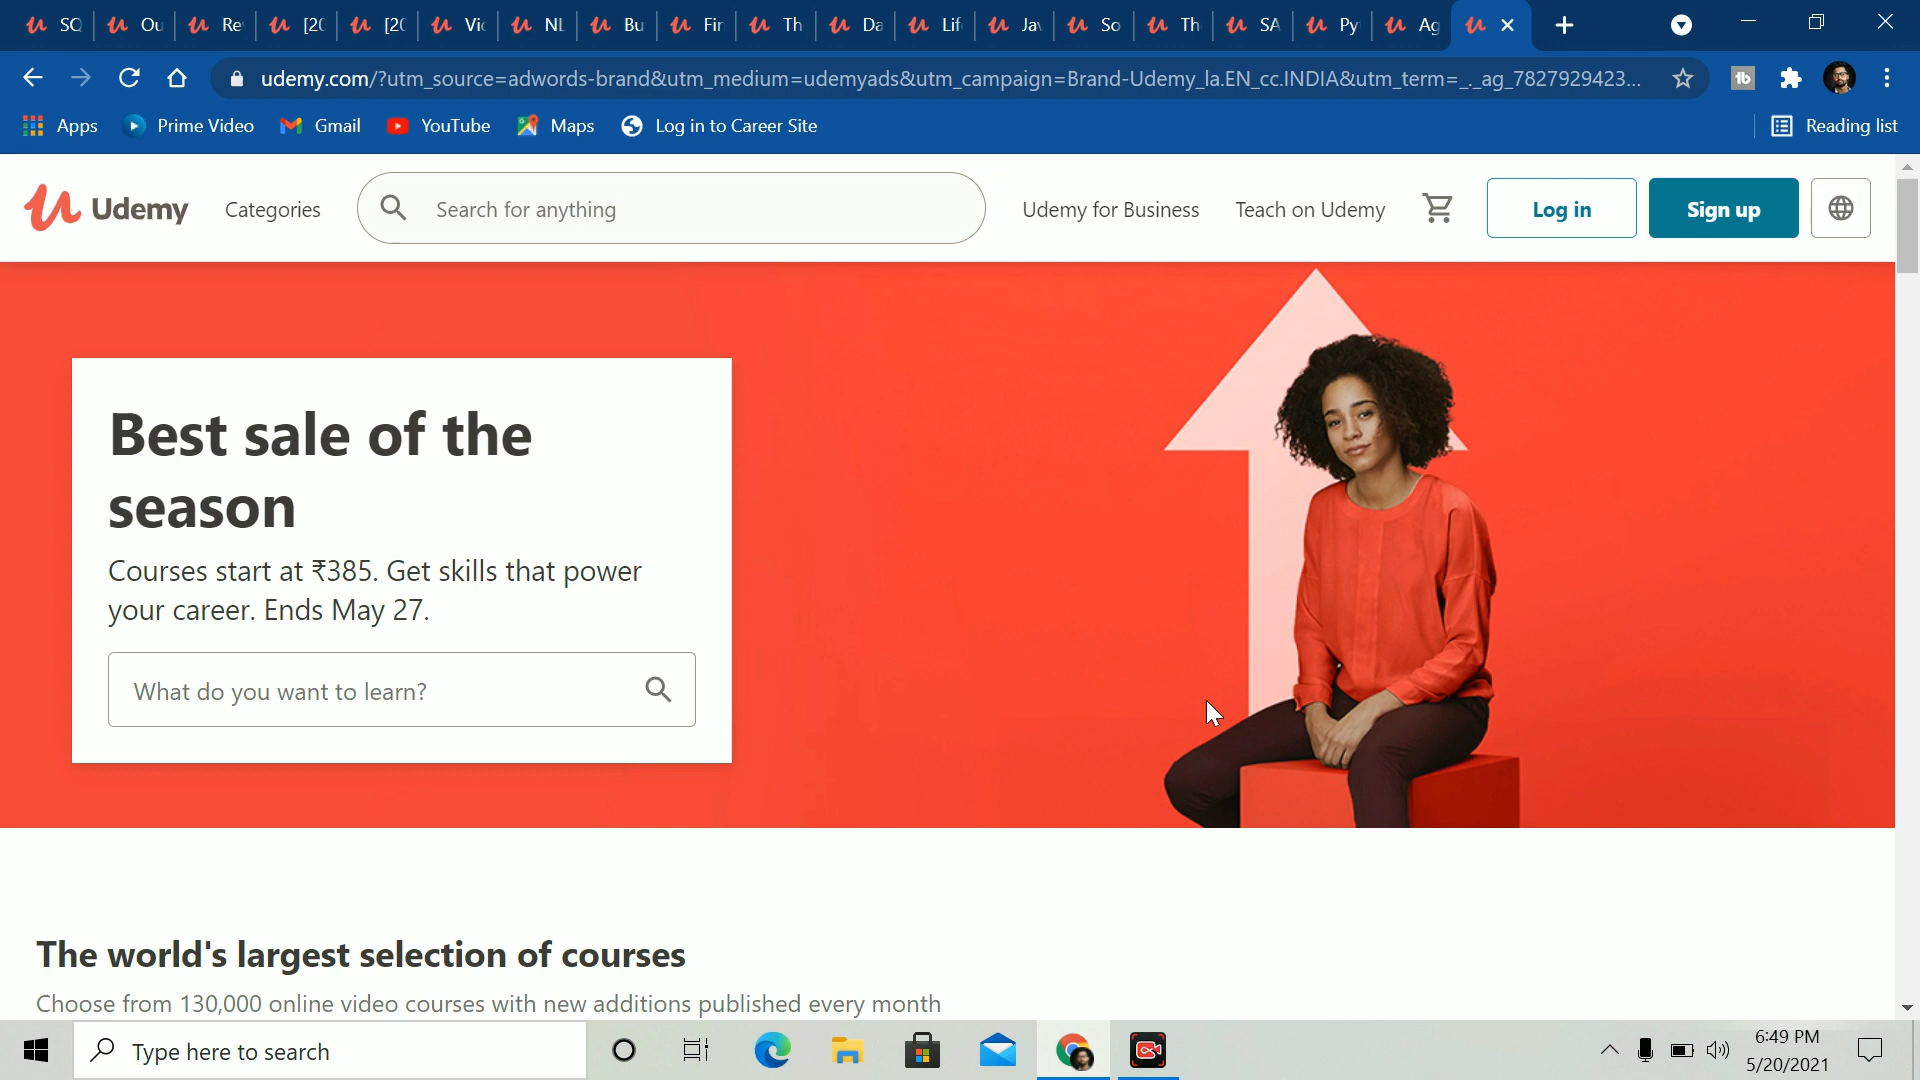 SQ Ou Re [20 [20 Vic NL Bu Fir Th Da Lif Jav So Th SA Py Ag
udemy.com/?utm_source=adwords-brand&utm_medium=udemyads&utm_campaign=Brand-Udemy_la.EN_cc.INDIA&utm_term=_._ag_7827929423...
Apps Prime Video Gmail YouTube Maps Log in to Career Site Reading list
Udemy Categories Search for anything Udemy for Business Teach on Udemy Log in Sign up
Best sale of the
season
Courses start at ₹385. Get skills that power
your career. Ends May 27.
What do you want to learn?
The world's largest selection of courses
Choose from 130,000 online video courses with new additions published every month
Type here to search
6:49 PM
5/20/2021